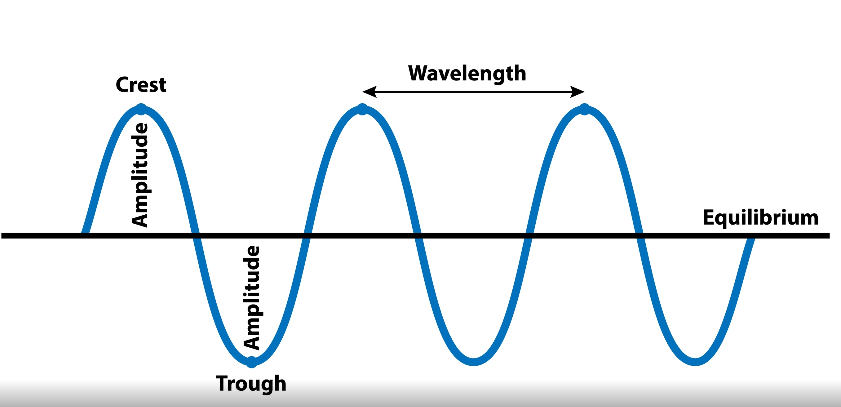 Wavelength
Crest
Amplitude
Equilibrium
Amplitude
Trough